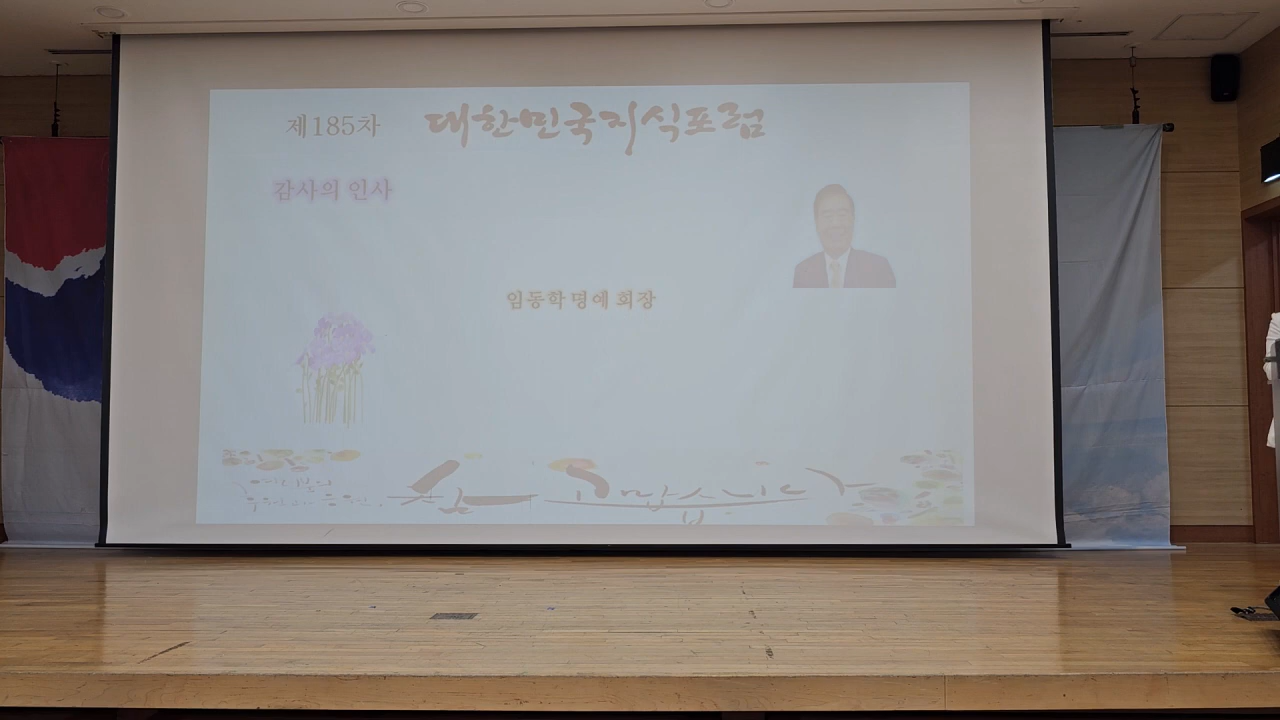 제185차 대한민국지식포럼
감사의 인사
임동학 명예 회장
참 고맙습니다